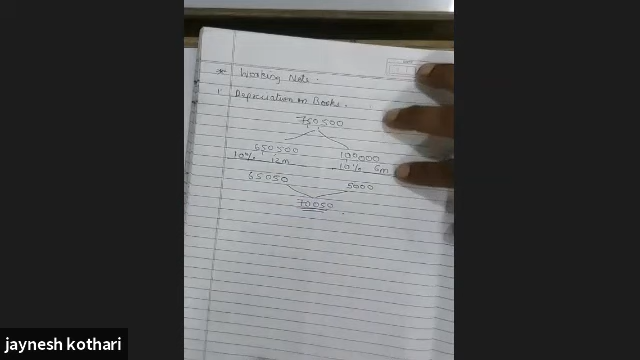 * Working Note.
1 Depreciation on Books.
750500
650500 100000
10% 12m 10% 6m
65050 5000
70050
jaynesh kothari